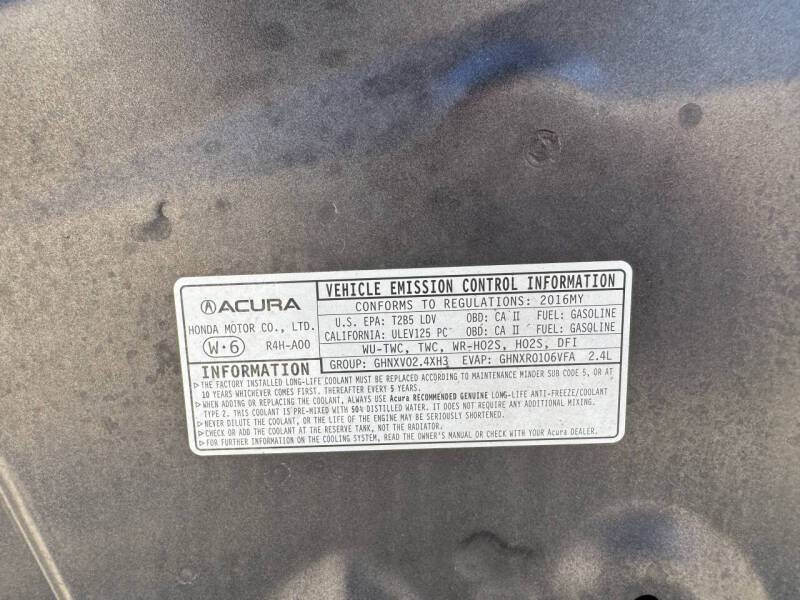 ACURA
HONDA MOTOR CO., LTD.
W•6 R4H-A00
VEHICLE EMISSION CONTROL INFORMATION
CONFORMS TO REGULATIONS: 2016MY
U.S. EPA: T2B5 LDV OBD: CA II FUEL: GASOLINE
CALIFORNIA: ULEV125 PC OBD: CA II FUEL: GASOLINE
WU-TWC, TWC, WR-HO2S, HO2S, DFI
GROUP: GHNXV02.4XH3 EVAP: GHNXR0106VFA 2.4L
INFORMATION
▷THE FACTORY INSTALLED LONG-LIFE COOLANT MUST BE REPLACED ACCORDING TO MAINTENANCE MINDER SUB CODE 5, OR AT
10 YEARS WHICHEVER COMES FIRST. THEREAFTER EVERY 5 YEARS.
▷WHEN ADDING OR REPLACING COOLANT, ALWAYS USE Acura RECOMMENDED GENUINE LONG-LIFE ANTI-FREEZE/COOLANT
TYPE 2. THIS COOLANT IS PRE-MIXED WITH 50% DISTILLED WATER. IT DOES NOT REQUIRE ANY ADDITIONAL MIXING.
▷NEVER DILUTE THE COOLANT, OR THE LIFE OF THE ENGINE MAY BE SERIOUSLY SHORTENED.
▷CHECK OR ADD THE COOLANT AT THE RESERVE TANK, NOT THE RADIATOR.
▷FOR FURTHER INFORMATION ON THE COOLING SYSTEM, READ THE OWNER'S MANUAL OR CHECK WITH YOUR Acura DEALER.